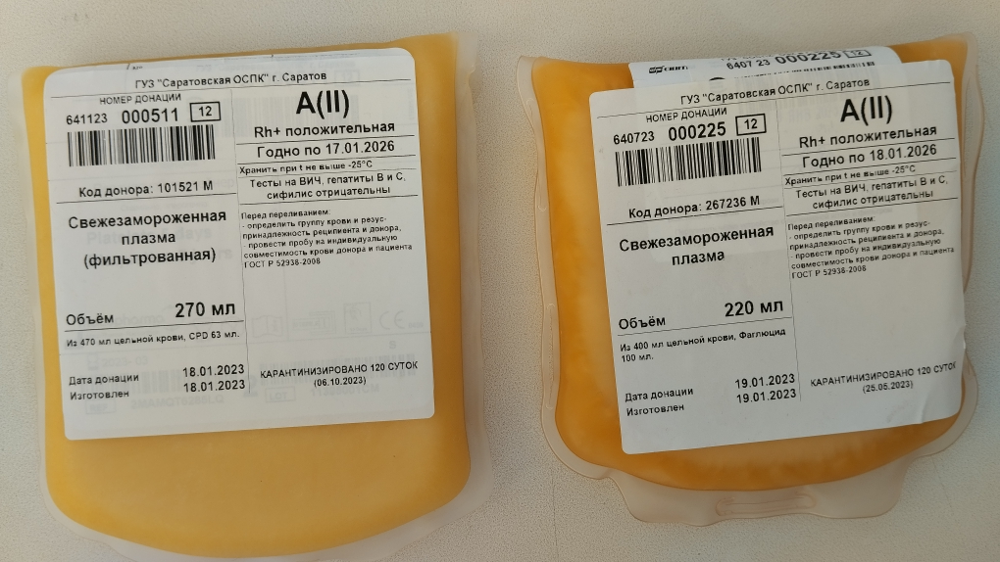 ГУЗ "Саратовская ОСПК" г. Саратов
НОМЕР ДОНАЦИИ
641123 000511 12
Код донора: 101521 М
Свежезамороженная
плазма
(фильтрованная)
Объём 270 мл
Из 470 мл цельной крови, CPD 63 мл.
Дата донации 18.01.2023
Изготовлен 18.01.2023
A(II)
Rh+ положительная
Годно по 17.01.2026
Хранить при t не выше -25°C
Тесты на ВИЧ, гепатиты В и С,
сифилис отрицательны
Перед переливанием:
- определить группу крови и резус-
принадлежность реципиента и донора,
- провести пробу на индивидуальную
совместимость крови донора и пациента
ГОСТ Р 52938-2008
КАРАНТИНИЗИРОВАНО 120 СУТОК
(06.10.2023)
6407 23 000225 12
ГУЗ "Саратовская ОСПК" г. Саратов
НОМЕР ДОНАЦИИ
640723 000225 12
Код донора: 267236 М
Свежезамороженная
плазма
Объём 220 мл
Из 400 мл цельной крови, Фаглюцид
100 мл.
Дата донации 19.01.2023
Изготовлен 19.01.2023
A(II)
Rh+ положительная
Годно по 18.01.2026
Хранить при t не выше -25°C
Тесты на ВИЧ, гепатиты В и С,
сифилис отрицательны
Перед переливанием:
- определить группу крови и резус-
принадлежность реципиента и донора,
- провести пробу на индивидуальную
совместимость крови донора и пациента
ГОСТ Р 52938-2008
КАРАНТИНИЗИРОВАНО 120 СУТОК
(25.05.2023)